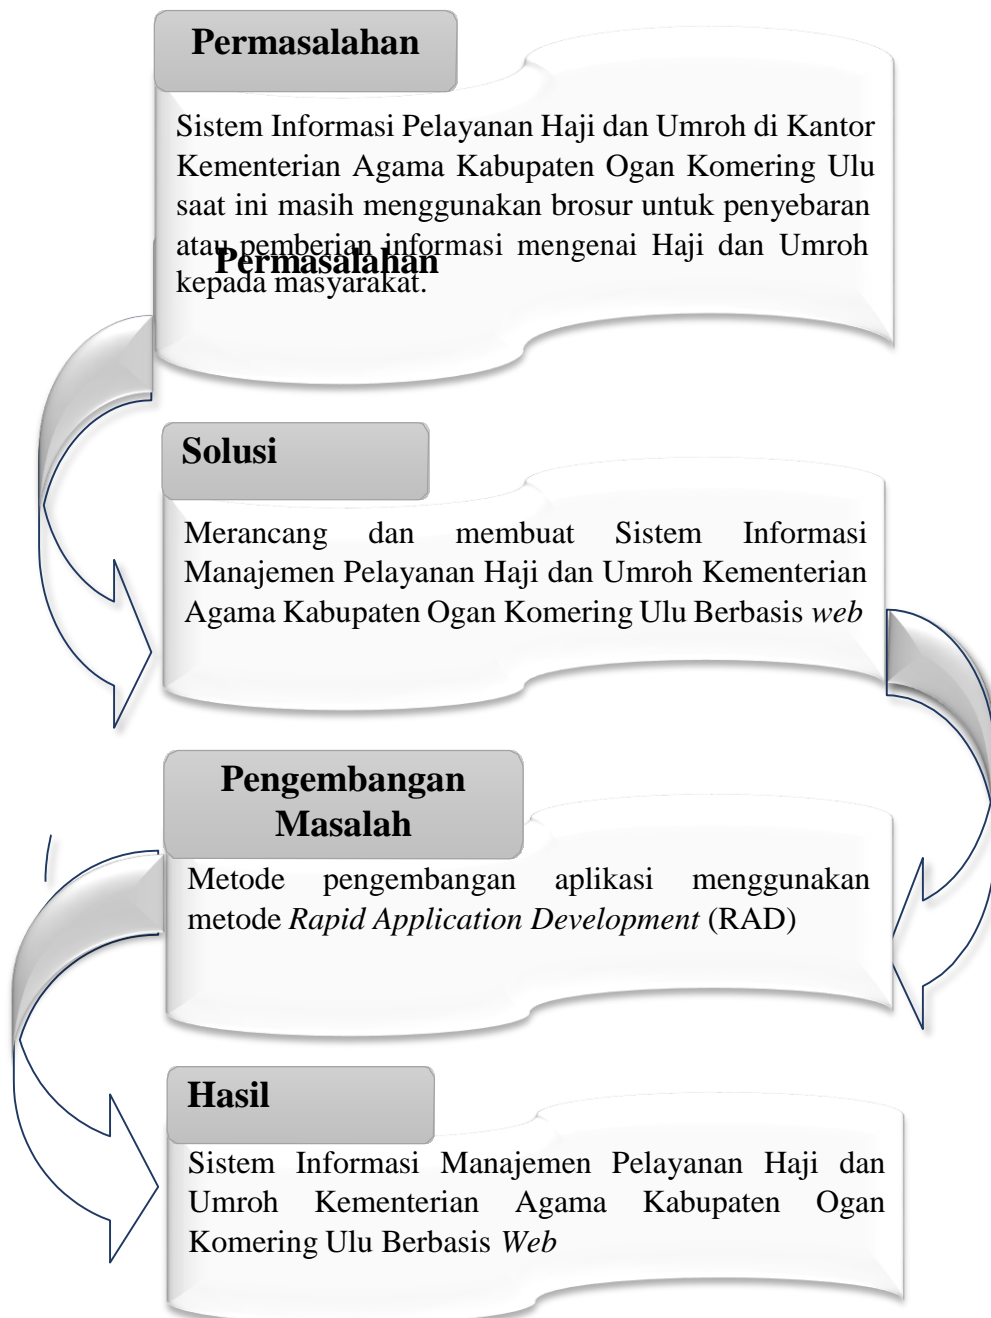 Permasalahan
Sistem Informasi Pelayanan Haji dan Umroh di Kantor
Kementerian Agama Kabupaten Ogan Komering Ulu
saat ini masih menggunakan brosur untuk penyebaran
atau pemberian informasi mengenai Haji dan Umroh
Permasalahan
kepada masyarakat.
Solusi
Merancang dan membuat Sistem Informasi
Manajemen Pelayanan Haji dan Umroh Kementerian
Agama Kabupaten Ogan Komering Ulu Berbasis web
Pengembangan
Masalah
Metode pengembangan aplikasi menggunakan
metode Rapid Application Development (RAD)
Hasil
Sistem Informasi Manajemen Pelayanan Haji dan
Umroh Kementerian Agama Kabupaten Ogan
Komering Ulu Berbasis Web